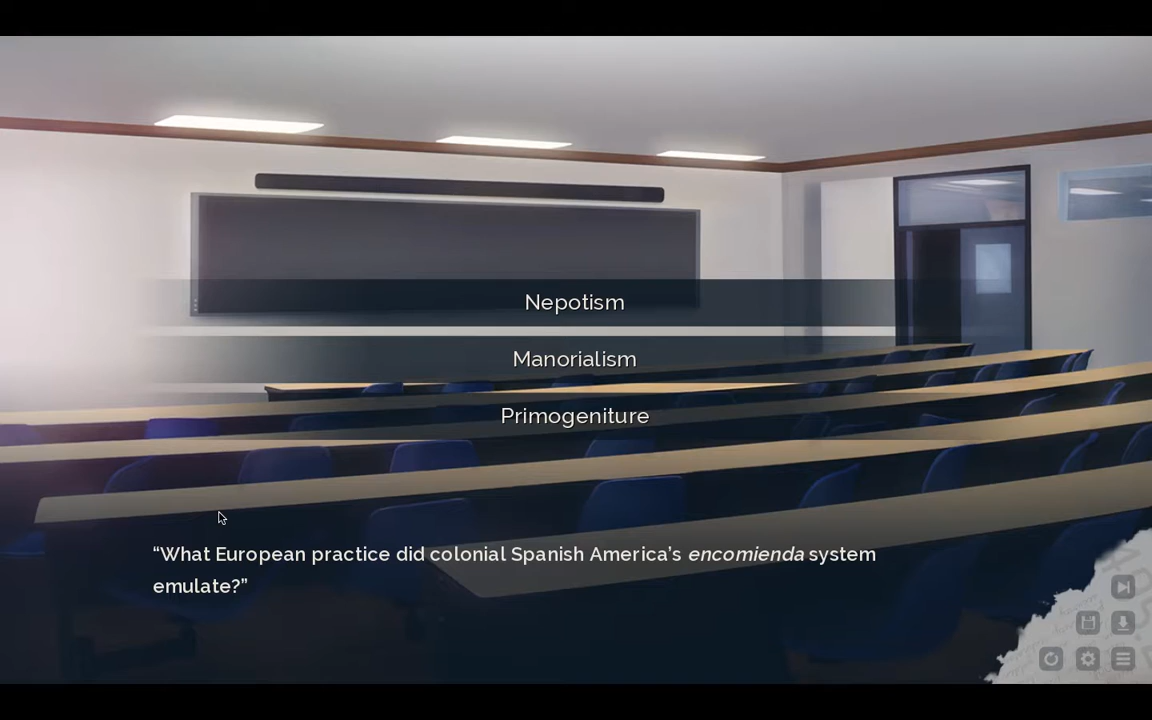 Nepotism
Manorialism
Primogeniture
“What European practice did colonial Spanish America’s encomienda system
emulate?”